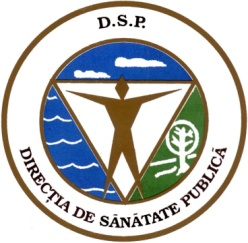 D.S.P.
DIRECȚIA DE SĂNĂTATE PUBLICĂ